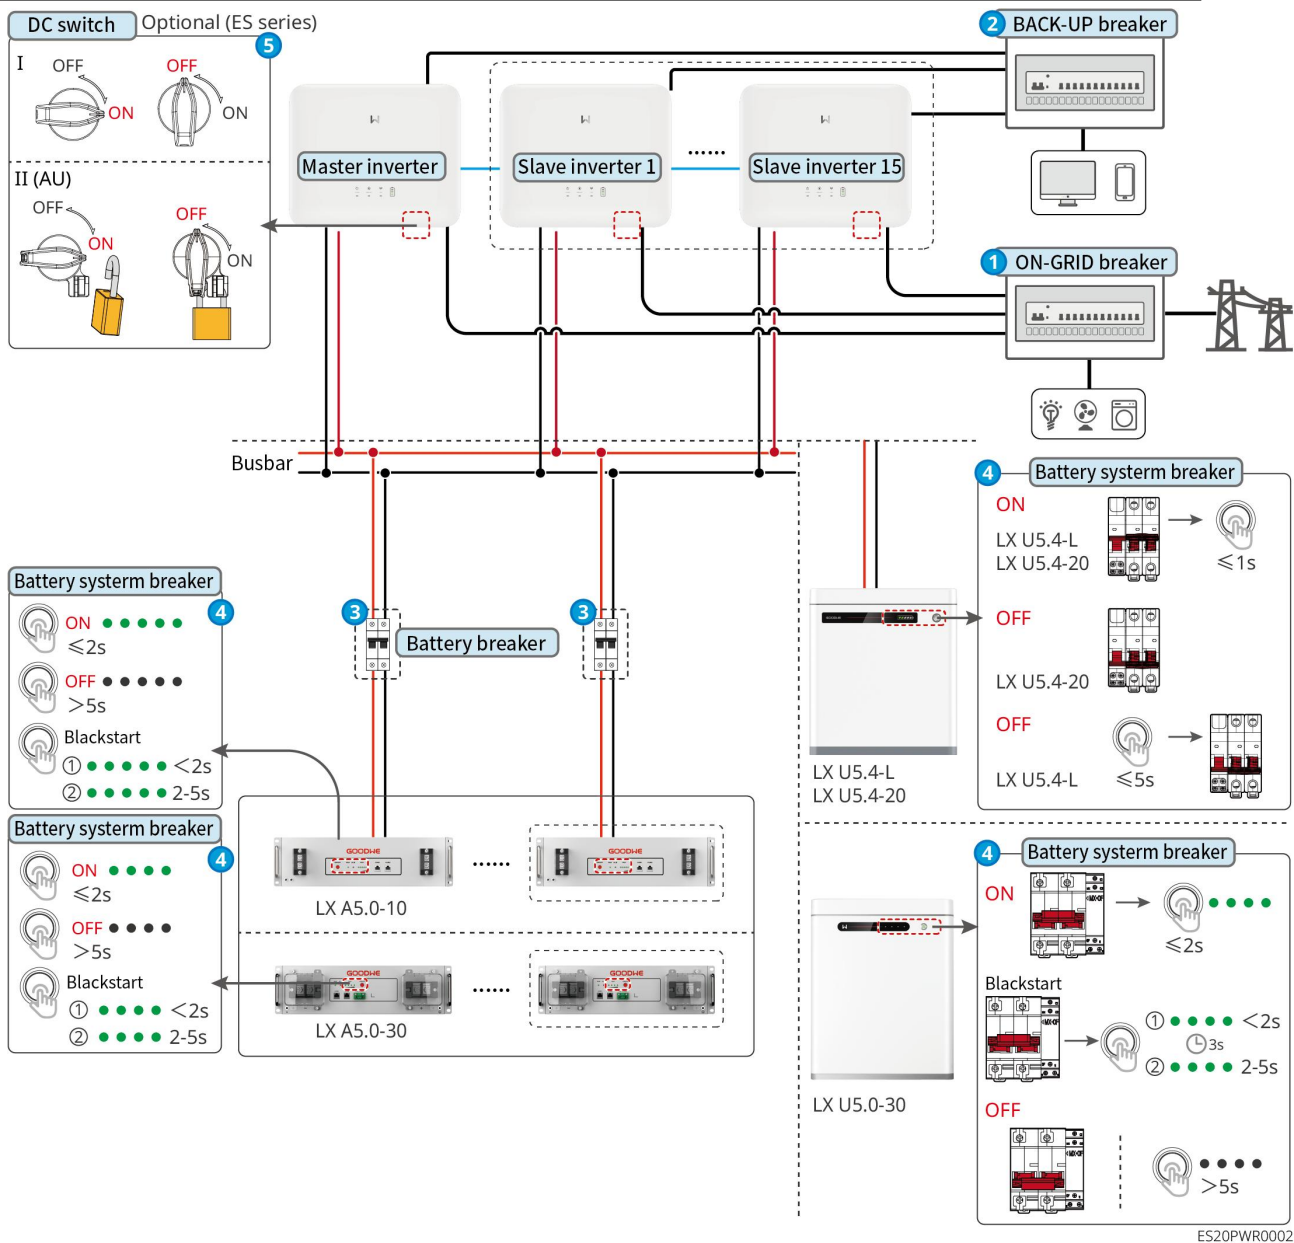 DC switch
Optional (ES series)
5
I
OFF
ON
OFF
ON
II (AU)
OFF
ON
OFF
ON
Master inverter
Slave inverter 1
......
Slave inverter 15
2
BACK-UP breaker
1
ON-GRID breaker
Busbar
Battery systerm breaker
4
ON
≤2s
OFF
>5s
Blackstart
① <2s
② 2-5s
Battery systerm breaker
4
ON
≤2s
OFF
>5s
Blackstart
① <2s
② 2-5s
3
Battery breaker
3
GOODWE
......
GOODWE
LX A5.0-10
GOODWE
......
GOODWE
LX A5.0-30
LX U5.4-L
LX U5.4-20
4
Battery systerm breaker
ON
LX U5.4-L
LX U5.4-20
≤1s
OFF
LX U5.4-20
OFF
LX U5.4-L
≤5s
LX U5.0-30
4
Battery systerm breaker
ON
≤2s
Blackstart
① <2s
3s
② 2-5s
OFF
>5s
ES20PWR0002